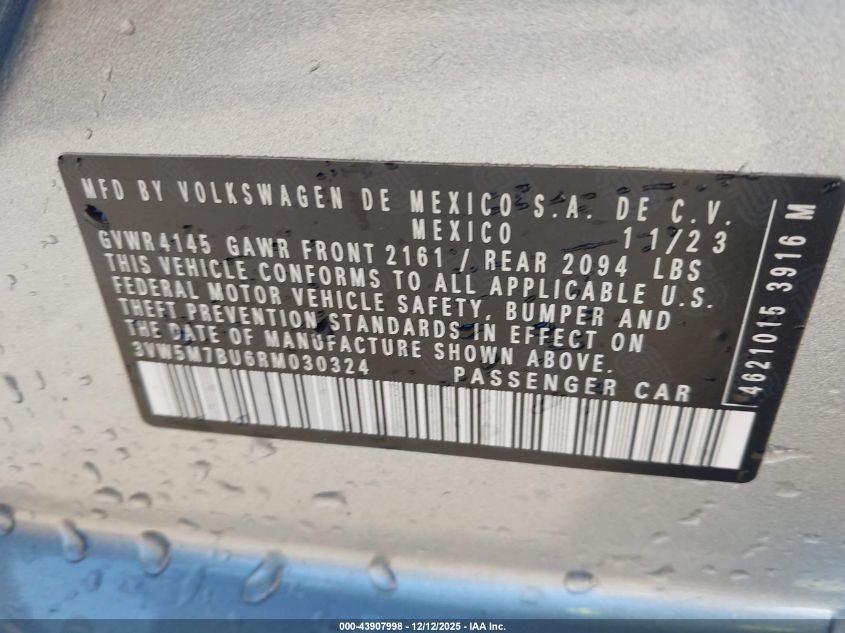 MFD BY VOLKSWAGEN DE MEXICO S.A. DE C.V.
MEXICO 11/23
GVWR4145 GAWR FRONT 2161 / REAR 2094 LBS
THIS VEHICLE CONFORMS TO ALL APPLICABLE U.S.
FEDERAL MOTOR VEHICLE SAFETY, BUMPER AND
THEFT PREVENTION STANDARDS IN EFFECT ON
THE DATE OF MANUFACTURE SHOWN ABOVE.
3VW5M7BU6RM030324 PASSENGER CAR
4621015 3916 M
000-43907998 - 12/12/2025 - IAA Inc.